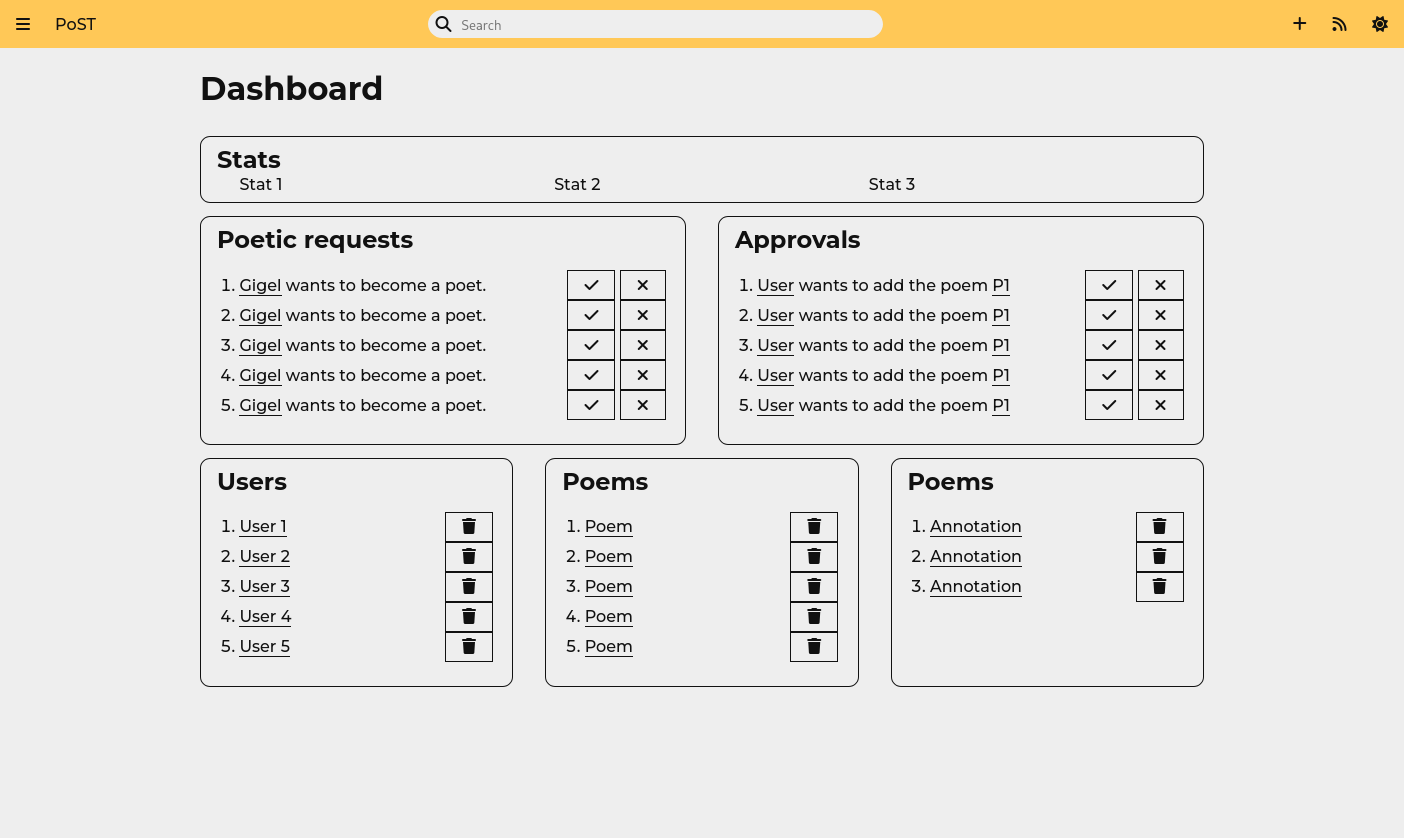 PoST
Search
Dashboard
Stats
Stat 1 Stat 2 Stat 3
Poetic requests
1. Gigel wants to become a poet.
2. Gigel wants to become a poet.
3. Gigel wants to become a poet.
4. Gigel wants to become a poet.
5. Gigel wants to become a poet.
Approvals
1. User wants to add the poem P1
2. User wants to add the poem P1
3. User wants to add the poem P1
4. User wants to add the poem P1
5. User wants to add the poem P1
Users
1. User 1
2. User 2
3. User 3
4. User 4
5. User 5
Poems
1. Poem
2. Poem
3. Poem
4. Poem
5. Poem
Poems
1. Annotation
2. Annotation
3. Annotation